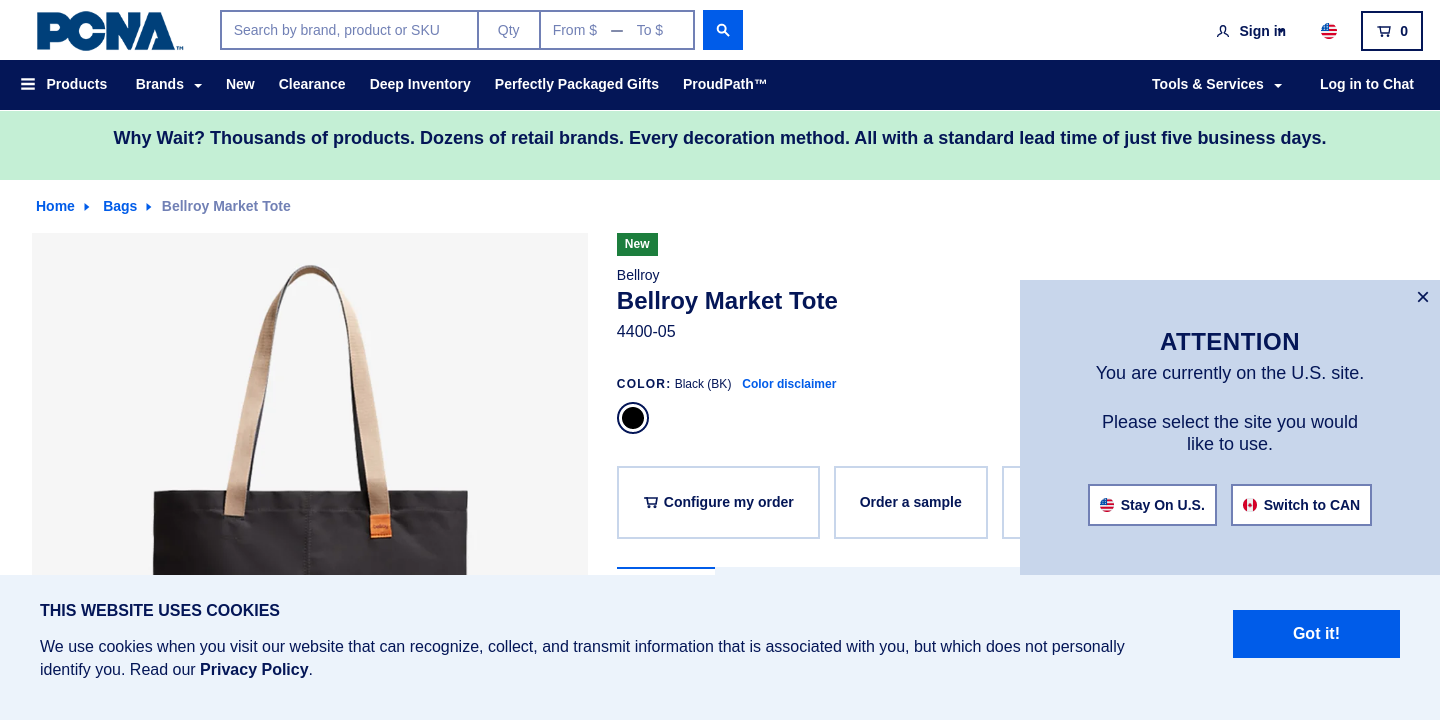 PCNA™
Search by brand, product or SKU
Qty
From $ — To $
Sign in
0
Products
Brands
New
Clearance
Deep Inventory
Perfectly Packaged Gifts
ProudPath™
Tools & Services
Log in to Chat
Why Wait? Thousands of products. Dozens of retail brands. Every decoration method. All with a standard lead time of just five business days.
Home
Bags
Bellroy Market Tote
New
Bellroy
Bellroy Market Tote
4400-05
COLOR: Black (BK) Color disclaimer
Configure my order
Order a sample
ATTENTION
You are currently on the U.S. site.
Please select the site you would
like to use.
Stay On U.S.
Switch to CAN
THIS WEBSITE USES COOKIES
We use cookies when you visit our website that can recognize, collect, and transmit information that is associated with you, but which does not personally
identify you. Read our Privacy Policy.
Got it!